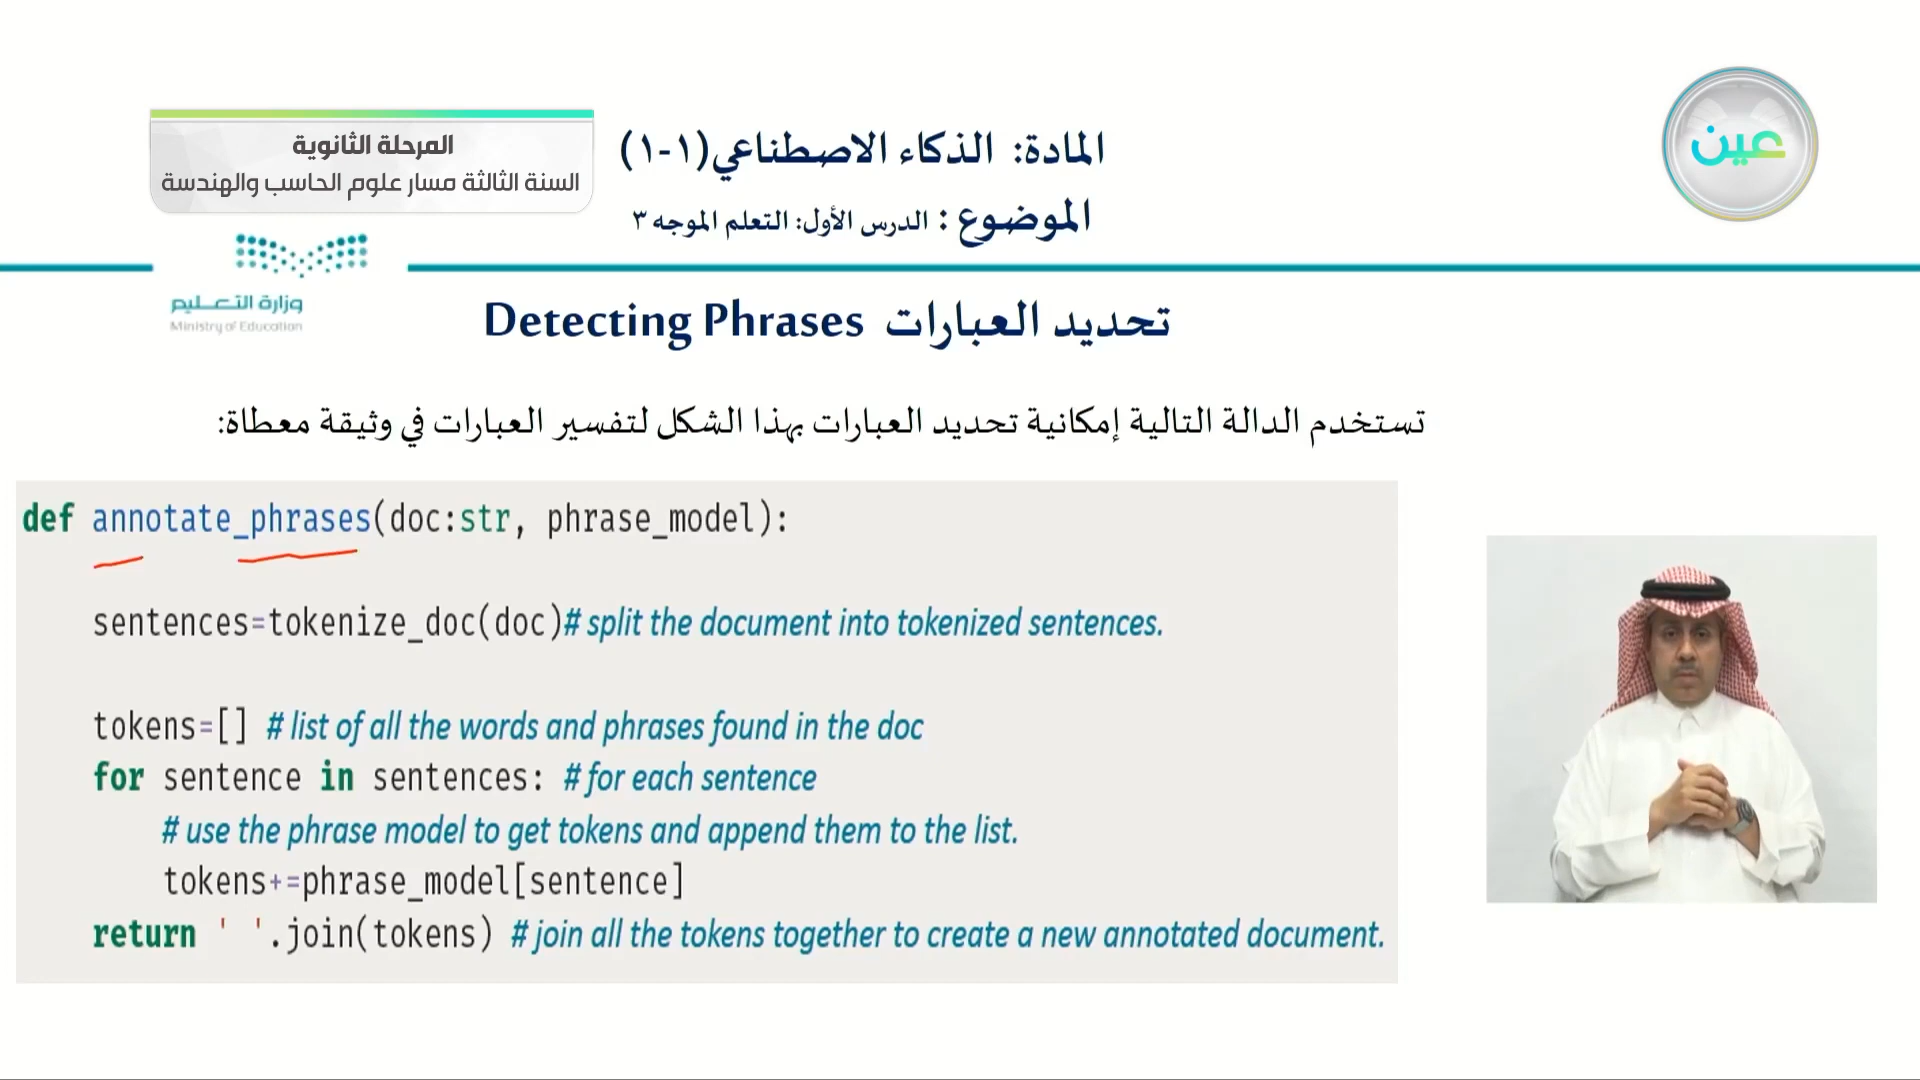 المادة: الذكاء الاصطناعي(١-١)
الموضوع : الدرس الأول: التعلم الموجه ٣
المرحلة الثانوية
السنة الثالثة مسار علوم الحاسب والهندسة
عين
وزارة التعليم
Ministry of Education
تحديد العبارات Detecting Phrases
تستخدم الدالة التالية إمكانية تحديد العبارات بهذا الشكل لتفسير العبارات في وثيقة معطاة:
def annotate_phrases(doc:str, phrase_model):
sentences=tokenize_doc(doc)# split the document into tokenized sentences.
tokens=[] # list of all the words and phrases found in the doc
for sentence in sentences: # for each sentence
# use the phrase model to get tokens and append them to the list.
tokens+=phrase_model[sentence]
return ' '.join(tokens) # join all the tokens together to create a new annotated document.